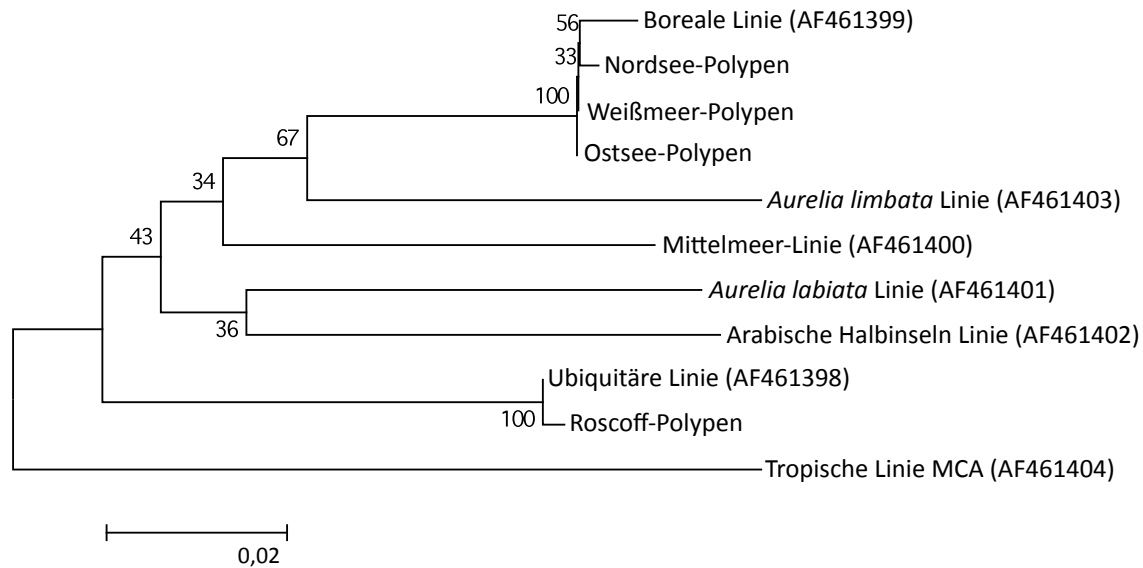 56
Boreale Linie (AF461399)
33
Nordsee-Polypen
100
Weißmeer-Polypen
67
Ostsee-Polypen
34
Aurelia limbata Linie (AF461403)
43
Mittelmeer-Linie (AF461400)
Aurelia labiata Linie (AF461401)
36
Arabische Halbinseln Linie (AF461402)
Ubiquitäre Linie (AF461398)
100
Roscoff-Polypen
Tropische Linie MCA (AF461404)
0,02